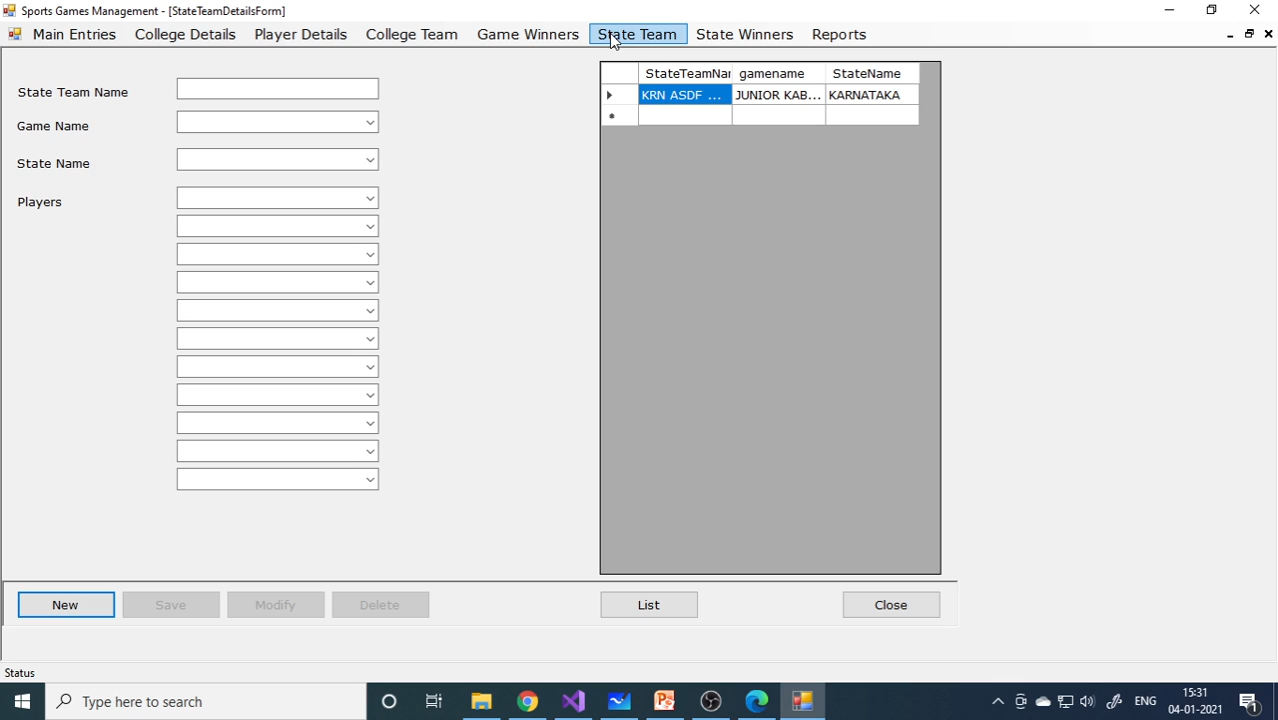 Sports Games Management - [StateTeamDetailsForm]
Main Entries College Details Player Details College Team Game Winners State Team State Winners Reports
State Team Name
Game Name
State Name
Players
StateTeamNar gamename StateName
KRN ASDF ... JUNIOR KAB... KARNATAKA
New Save Modify Delete List Close
Status
Type here to search
ENG
15:31
04-01-2021
1